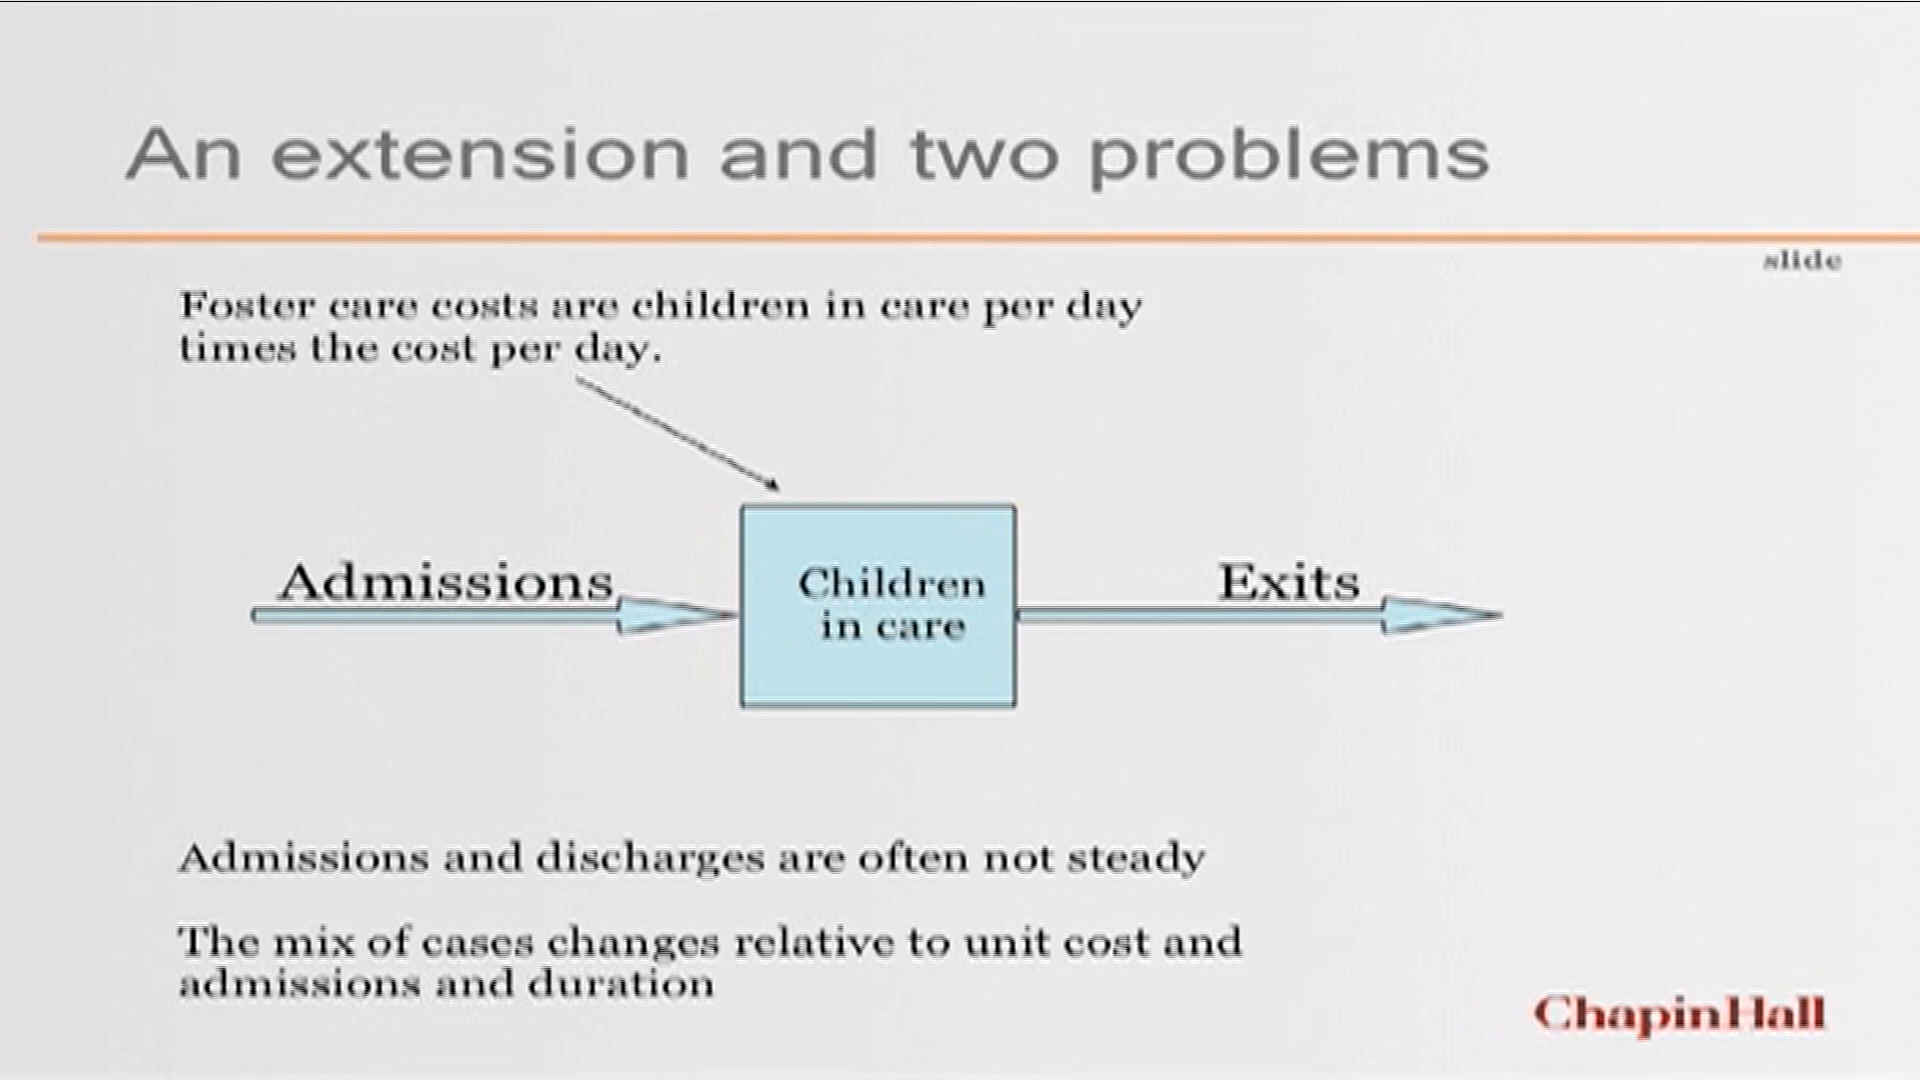 An extension and two problems
slide
Foster care costs are children in care per day
times the cost per day.
Admissions
Children
in care
Exits
Admissions and discharges are often not steady
The mix of cases changes relative to unit cost and
admissions and duration
ChapinHall